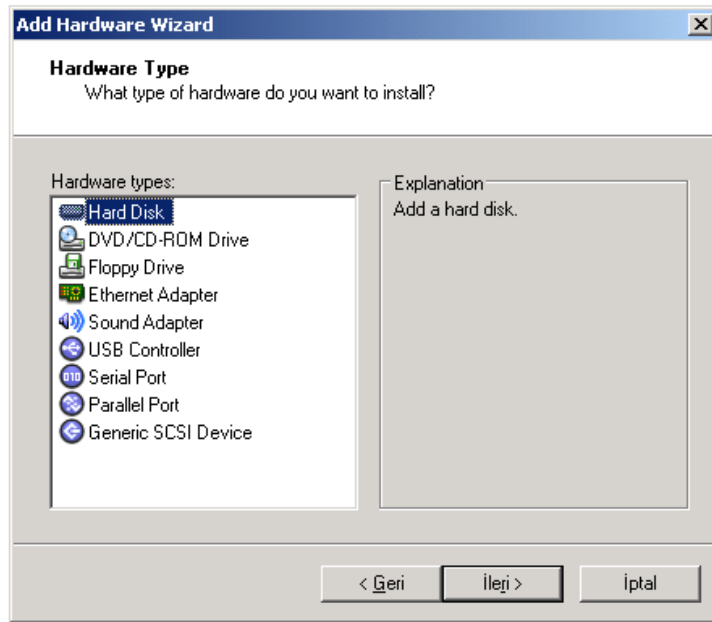 Add Hardware Wizard
Hardware Type
What type of hardware do you want to install?
Hardware types:
Hard Disk
DVD/CD-ROM Drive
Floppy Drive
Ethernet Adapter
Sound Adapter
USB Controller
Serial Port
Parallel Port
Generic SCSI Device
Explanation
Add a hard disk.
< Geri
İleri >
İptal